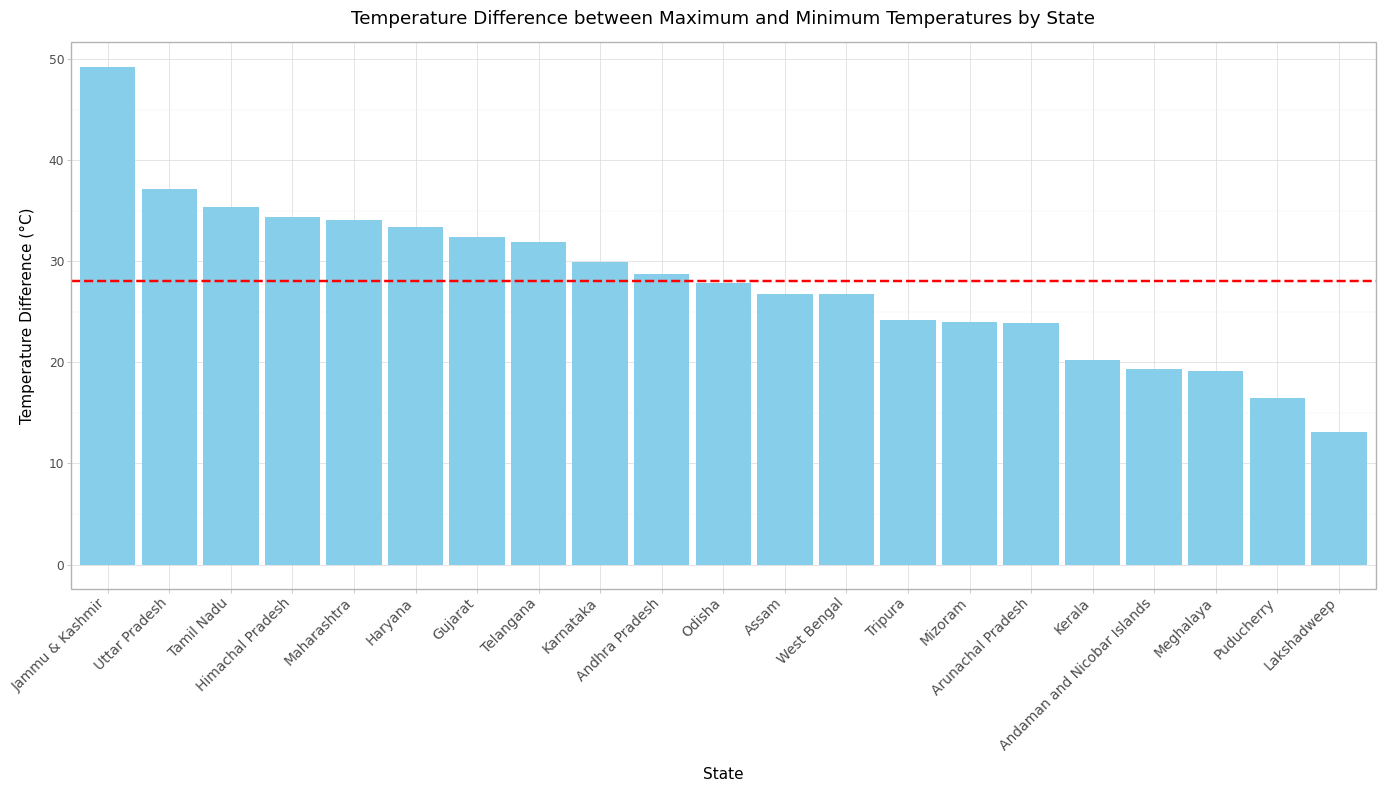 Temperature Difference between Maximum and Minimum Temperatures by State
Temperature Difference (°C)
50
40
30
20
10
0
Jammu & Kashmir
Uttar Pradesh
Tamil Nadu
Himachal Pradesh
Maharashtra
Haryana
Gujarat
Telangana
Karnataka
Andhra Pradesh
Odisha
Assam
West Bengal
Tripura
Mizoram
Arunachal Pradesh
Kerala
Andaman and Nicobar Islands
Meghalaya
Puducherry
Lakshadweep
State